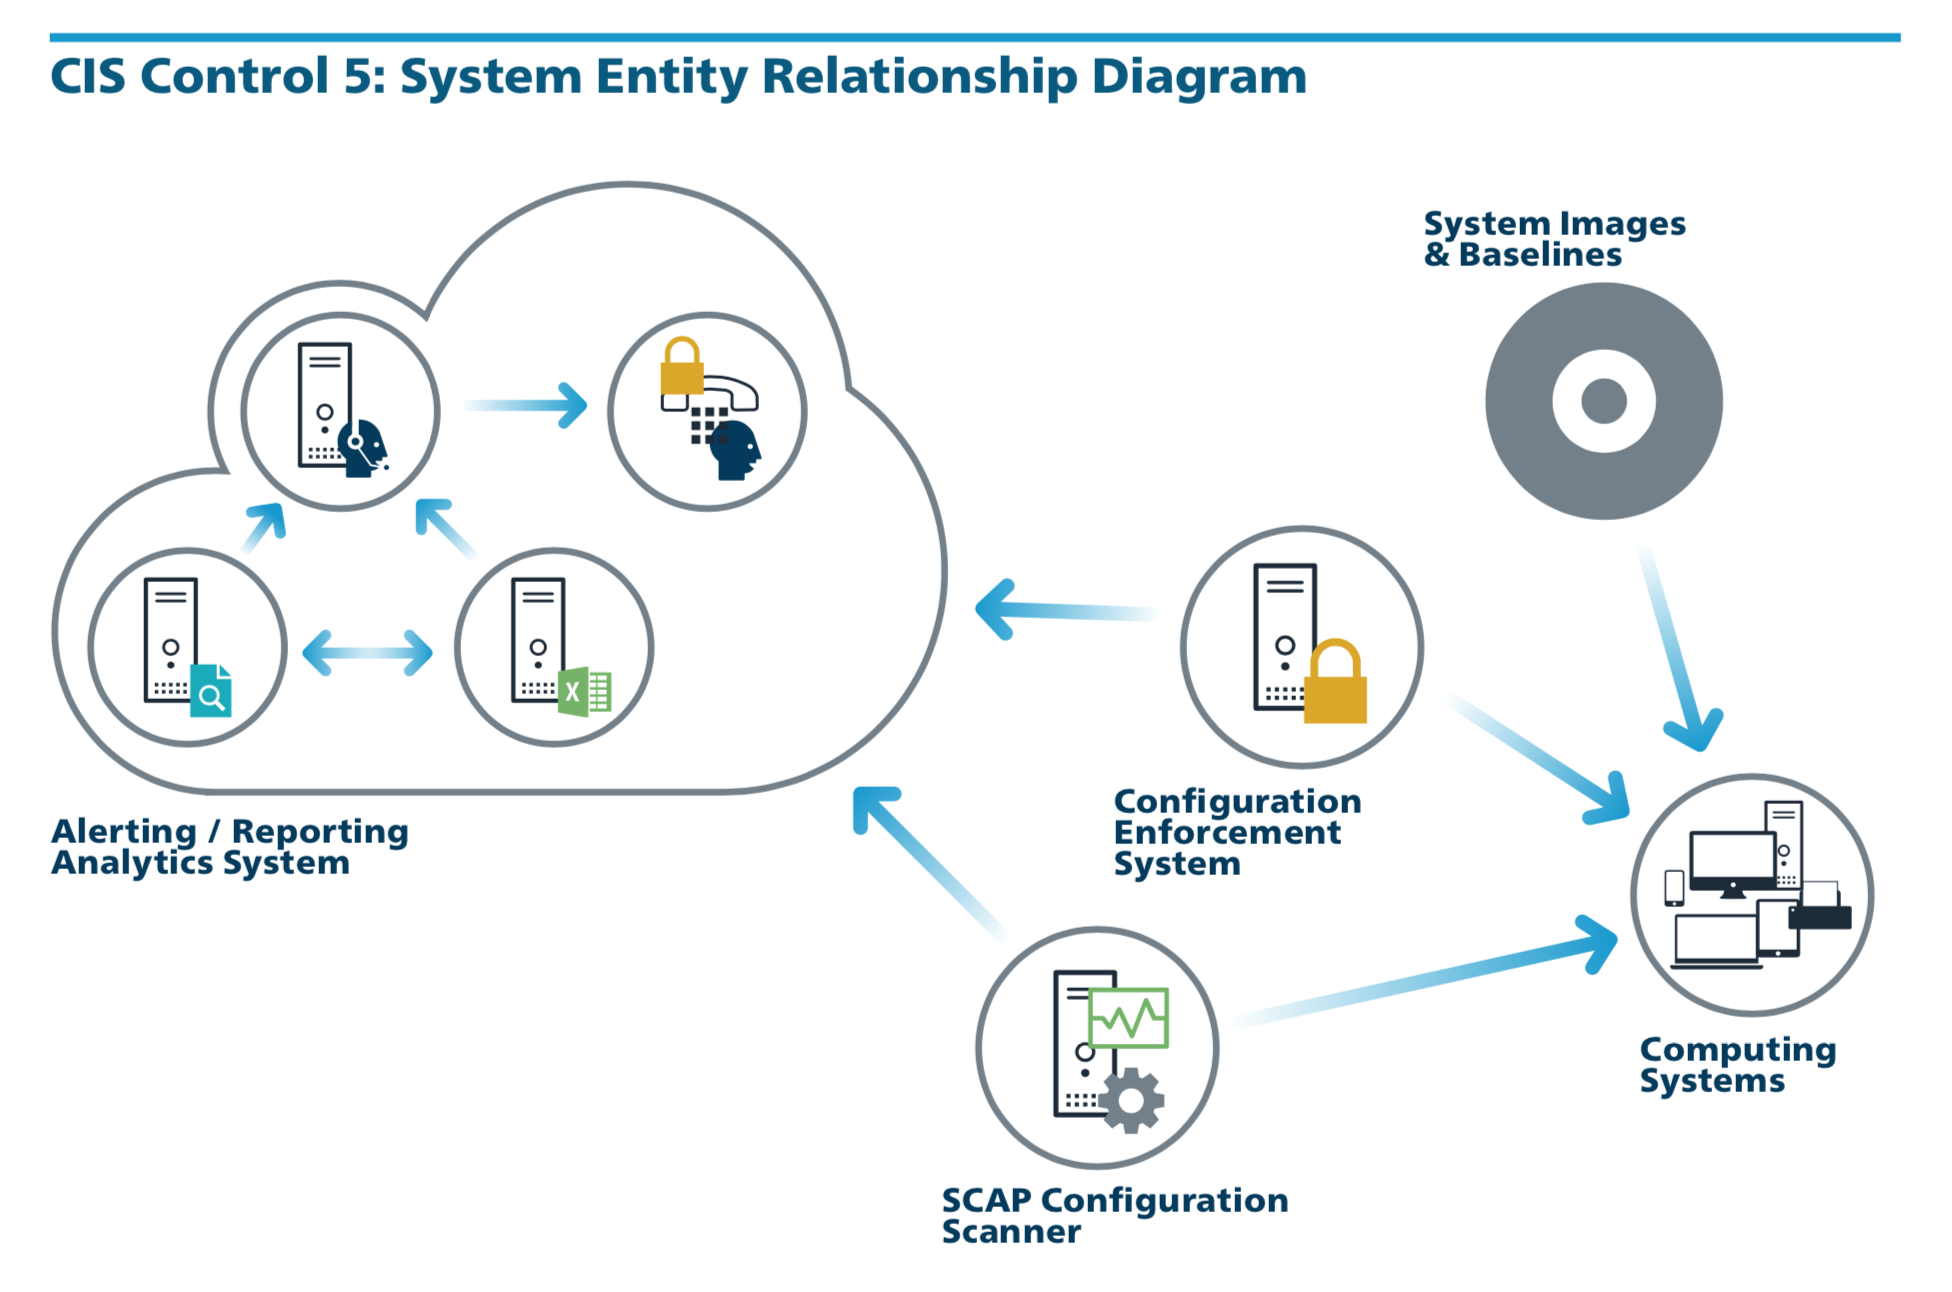 CIS Control 5: System Entity Relationship Diagram
System Images
& Baselines
X
Alerting / Reporting
Analytics System
Configuration
Enforcement
System
Computing
Systems
SCAP Configuration
Scanner